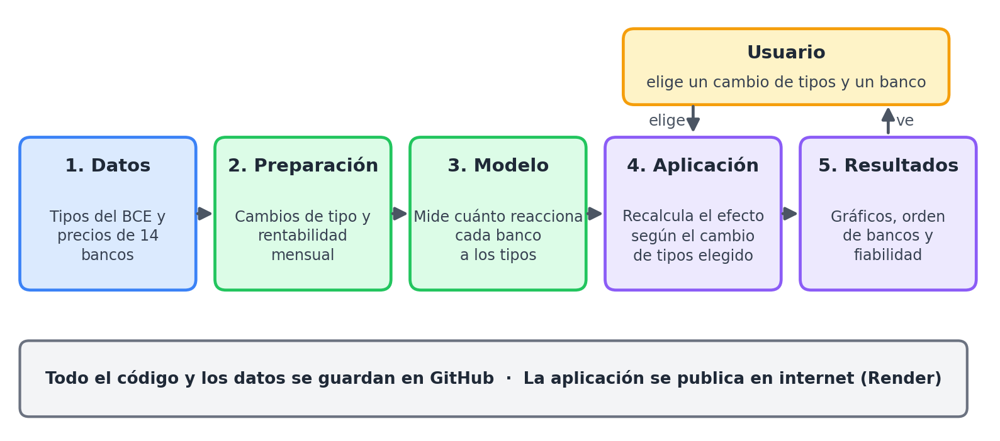 Usuario
elige un cambio de tipos y un banco
elige
ve
1. Datos
Tipos del BCE y
precios de 14
bancos
2. Preparación
Cambios de tipo y
rentabilidad
mensual
3. Modelo
Mide cuánto reacciona
cada banco
a los tipos
4. Aplicación
Recalcula el efecto
según el cambio
de tipos elegido
5. Resultados
Gráficos, orden
de bancos y
fiabilidad
Todo el código y los datos se guardan en GitHub · La aplicación se publica en internet (Render)